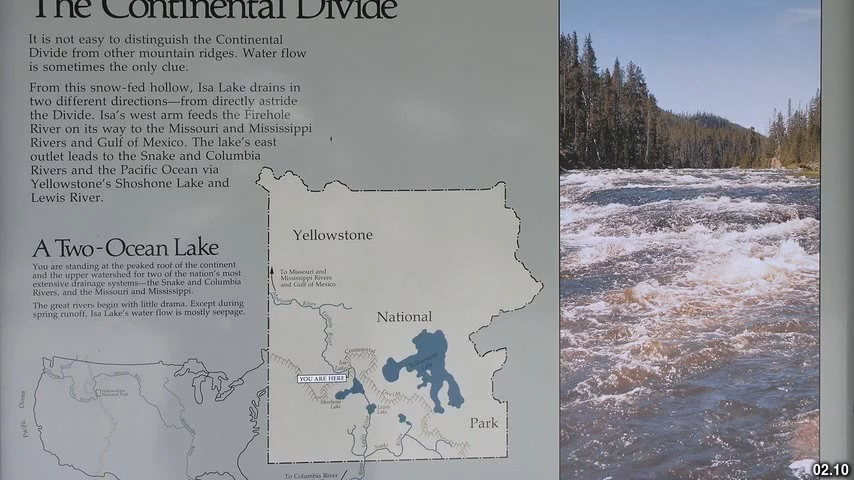 The Continental Divide
It is not easy to distinguish the Continental
Divide from other mountain ridges. Water flow
is sometimes the only clue.
From this snow-fed hollow, Isa Lake drains in
two different directions—from directly astride
the Divide. Isa's west arm feeds the Firehole
River on its way to the Missouri and Mississippi
Rivers and Gulf of Mexico. The lake's east
outlet leads to the Snake and Columbia
Rivers and the Pacific Ocean via
Yellowstone's Shoshone Lake and
Lewis River.
A Two-Ocean Lake
You are standing at the peaked roof of the continent
and the upper watershed for two of the nation's most
extensive drainage systems—the Snake and Columbia
Rivers, and the Missouri and Mississippi.
The great rivers begin with little drama. Except during
spring runoff, Isa Lake's water flow is mostly seepage.
Yellowstone
To Missouri and
Mississippi Rivers
and Gulf of Mexico
National
Continental
YOU ARE HERE
Shoshone
Lake
Lewis
Lake
Park
To Columbia River
Pacific Ocean
Yellowstone
National Park
02.10